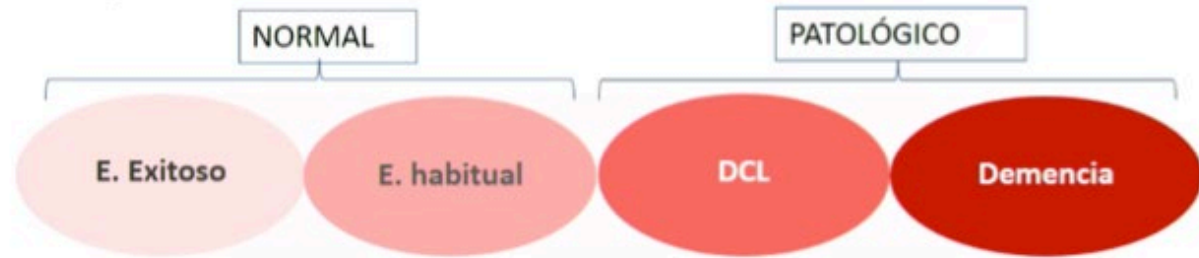 NORMAL
PATOLÓGICO
E. Exitoso
E. habitual
DCL
Demencia